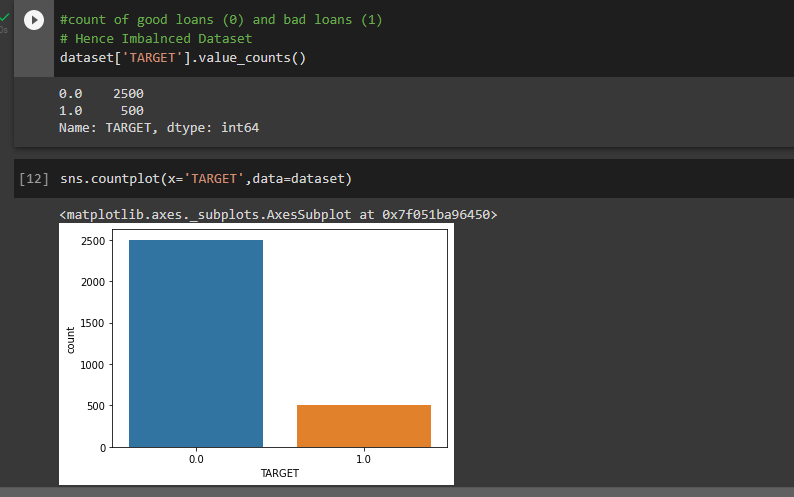 #count of good loans (0) and bad loans (1)
# Hence Imbalnced Dataset
dataset['TARGET'].value_counts()
0.0    2500
1.0     500
Name: TARGET, dtype: int64
[12] sns.countplot(x='TARGET',data=dataset)
<matplotlib.axes._subplots.AxesSubplot at 0x7f051ba96450>
2500
2000
1500
1000
500
0
count
0.0 1.0
TARGET